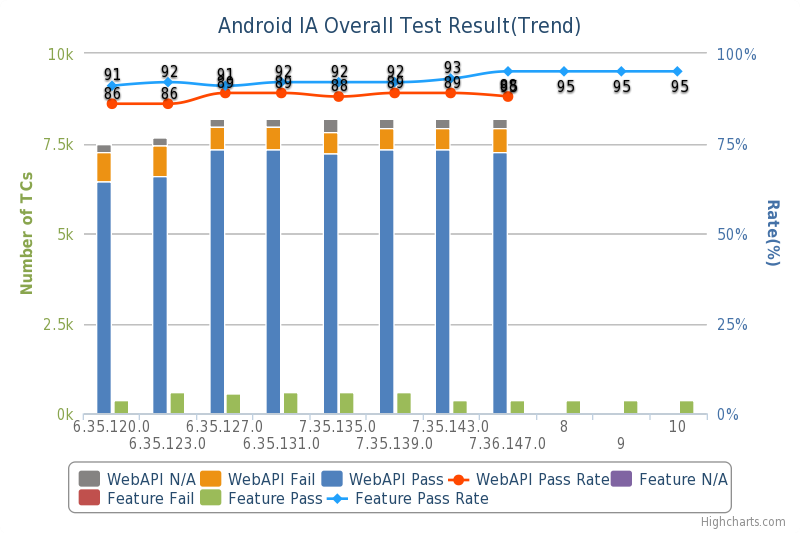 Android IA Overall Test Result(Trend)
10k
7.5k
5k
2.5k
0k
Number of TCs
100%
75%
50%
25%
0%
Rate(%)
91 92 91 92 92 92 93 95 95 95
86 86 89 89 88 89 89
6.35.120.0 6.35.127.0 7.35.135.0 7.35.143.0 8 10
6.35.123.0 6.35.131.0 7.35.139.0 7.36.147.0 9
WebAPI N/A WebAPI Fail WebAPI Pass WebAPI Pass Rate Feature N/A
Feature Fail Feature Pass Feature Pass Rate
Highcharts.com